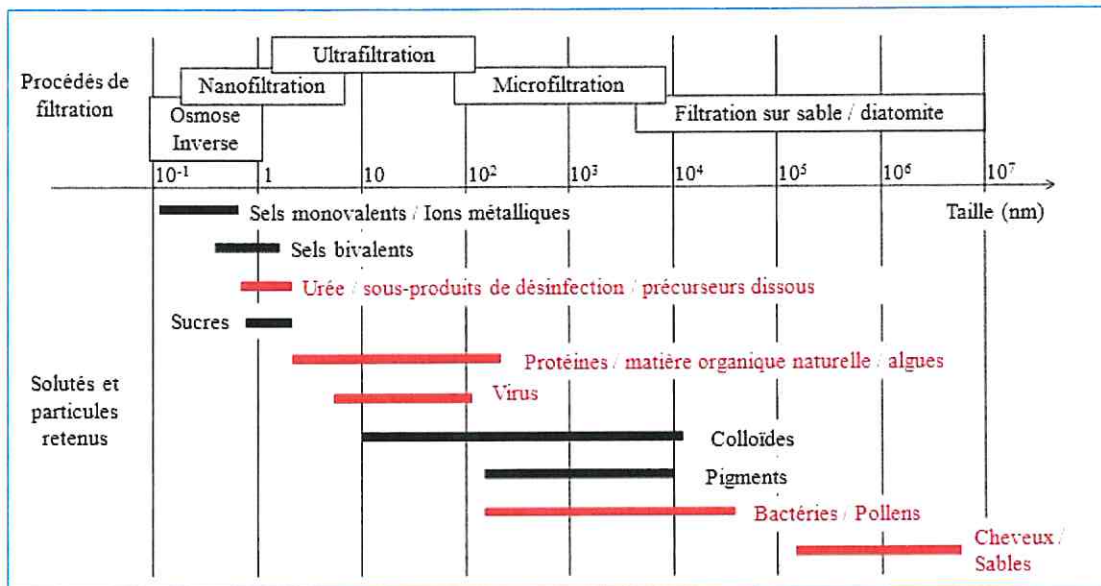 Ultrafiltration
Procédés de
filtration
Nanofiltration
Microfiltration
Osmose
Inverse
Filtration sur sable / diatomite
10-1 1 10 10² 10³ 10⁴ 10⁵ 10⁶ 10⁷
Taille (nm)
Sels monovalents / Ions métalliques
Sels bivalents
Urée / sous-produits de désinfection / précurseurs dissous
Sucres
Solutés et
particules
retenus
Protéines / matière organique naturelle / algues
Virus
Colloïdes
Pigments
Bactéries / Pollens
Cheveux /
Sables